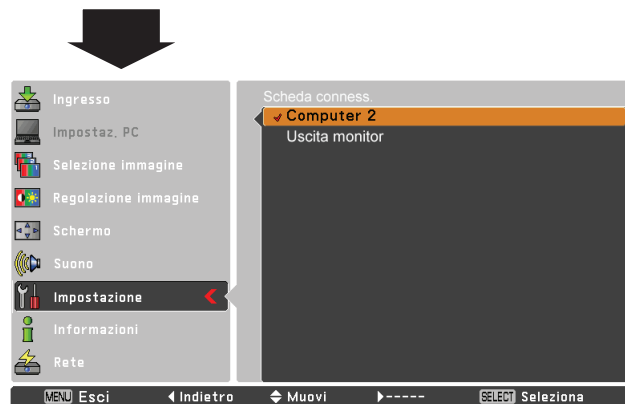 Ingresso
Impostaz. PC
Selezione immagine
Regolazione immagine
Schermo
Suono
Impostazione
Informazioni
Rete
Scheda conness.
Computer 2
Uscita monitor
MENU Esci Indietro Muovi ----- SELECT Seleziona